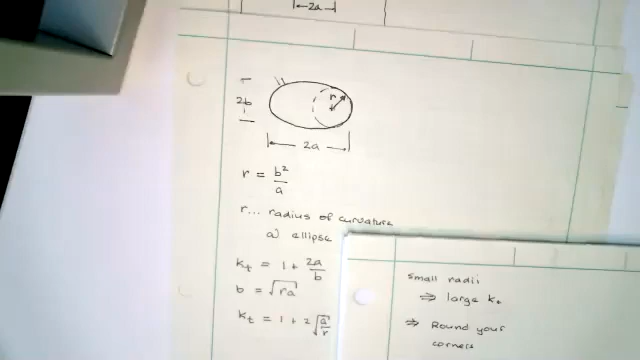 2a
2b
r
2a
r = b²/a
r... radius of curvature
a) ellipse
Kt = 1 + 2a/b
b = √ra
Kt = 1 + 2√a/r
small radii
⇒ large Kt
⇒ Round your
corners